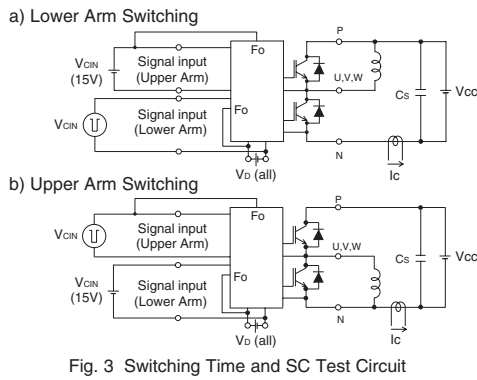 a) Lower Arm Switching
P
Fo
VCIN
(15V)
Signal input
(Upper Arm)
U,V,W
CS
VCC
VCIN
Signal input
(Lower Arm)
Fo
VD (all)
N
Ic
b) Upper Arm Switching
P
Fo
VCIN
Signal input
(Upper Arm)
U,V,W
CS
VCC
VCIN
(15V)
Signal input
(Lower Arm)
Fo
VD (all)
N
Ic
Fig. 3 Switching Time and SC Test Circuit